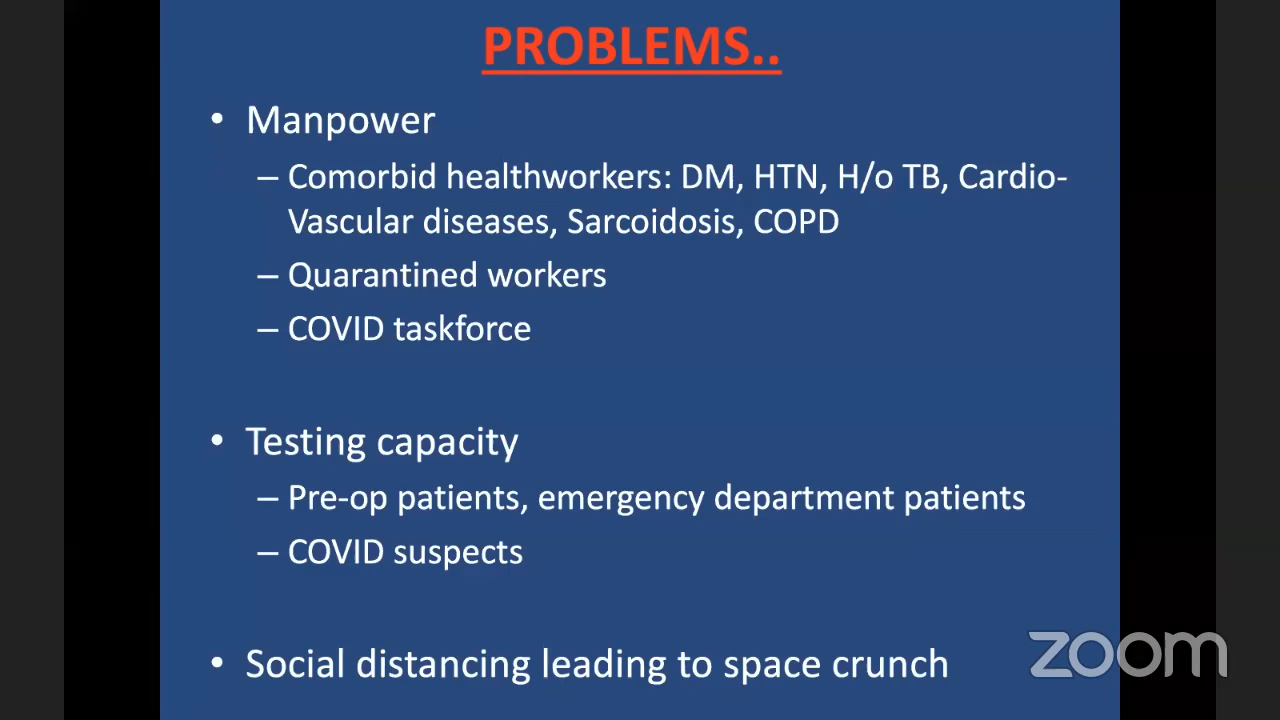 PROBLEMS..
• Manpower
– Comorbid healthworkers: DM, HTN, H/o TB, Cardio-
Vascular diseases, Sarcoidosis, COPD
– Quarantined workers
– COVID taskforce
• Testing capacity
– Pre-op patients, emergency department patients
– COVID suspects
• Social distancing leading to space crunch
zoom